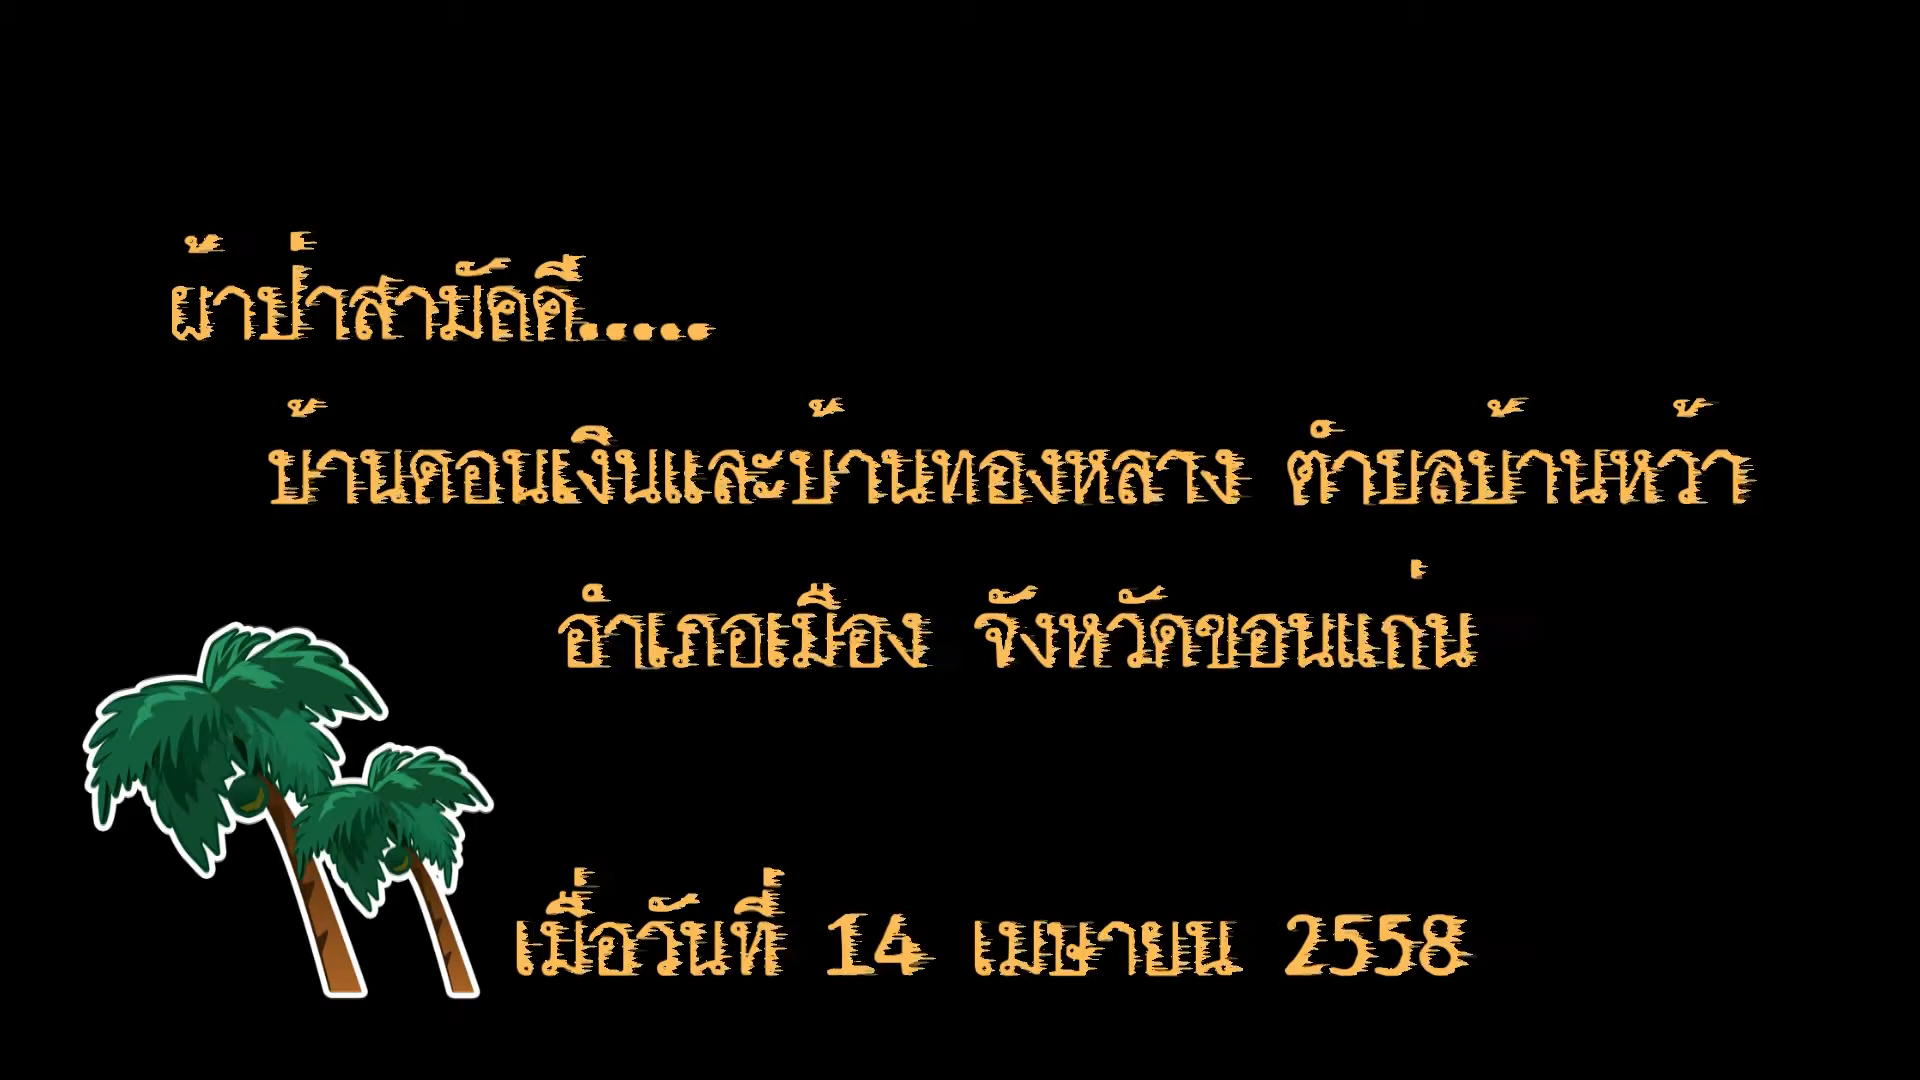 ผ้าป่าสามัคคี.....
บ้านดอนเงินและบ้านทองหลาง ตำบลบ้านหว้า
อำเภอเมือง จังหวัดขอนแก่น
เมื่อวันที่ 14 เมษายน 2558